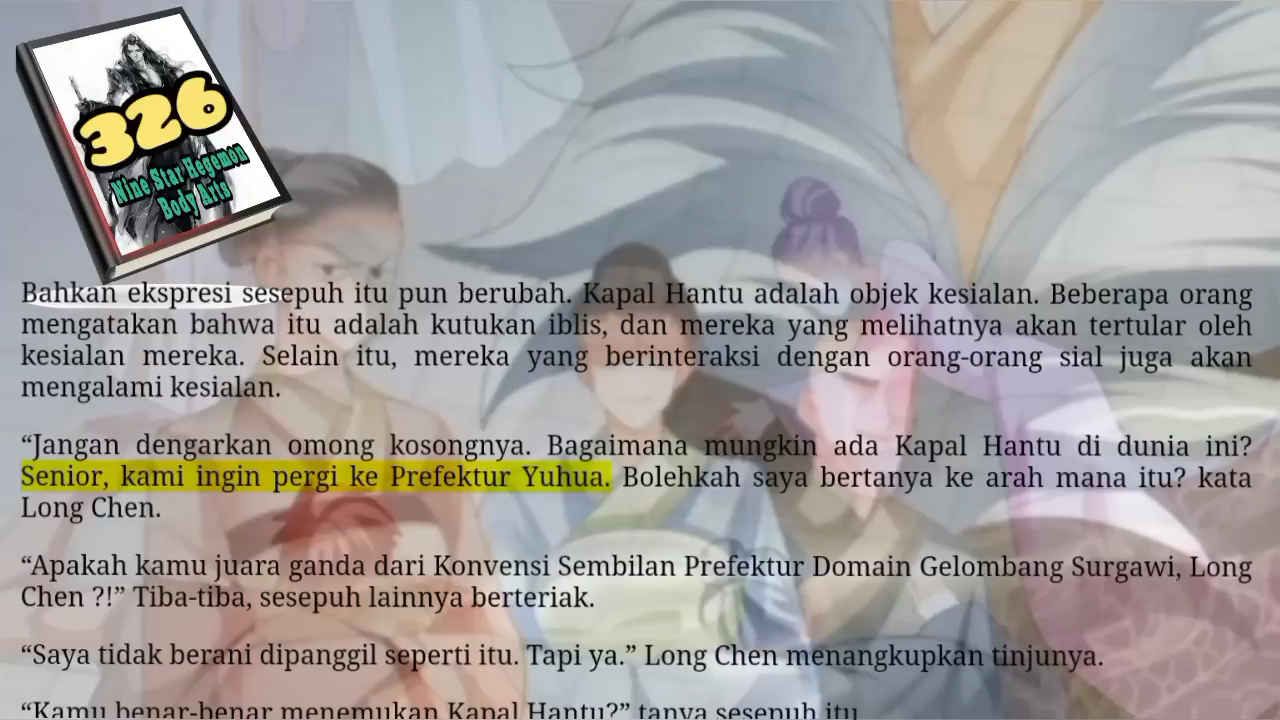 326
Nine Star Hegemon
Body Arts
Bahkan ekspresi sesepuh itu pun berubah. Kapal Hantu adalah objek kesialan. Beberapa orang
mengatakan bahwa itu adalah kutukan iblis, dan mereka yang melihatnya akan tertular oleh
kesialan mereka. Selain itu, mereka yang berinteraksi dengan orang-orang sial juga akan
mengalami kesialan.
“Jangan dengarkan omong kosongnya. Bagaimana mungkin ada Kapal Hantu di dunia ini?
Senior, kami ingin pergi ke Prefektur Yuhua. Bolehkah saya bertanya ke arah mana itu? kata
Long Chen.
“Apakah kamu juara ganda dari Konvensi Sembilan Prefektur Domain Gelombang Surgawi, Long
Chen ?!” Tiba-tiba, sesepuh lainnya berteriak.
“Saya tidak berani dipanggil seperti itu. Tapi ya.” Long Chen menangkupkan tinjunya.
“Kamu benar-benar menemukan Kapal Hantu?” tanya sesepuh itu